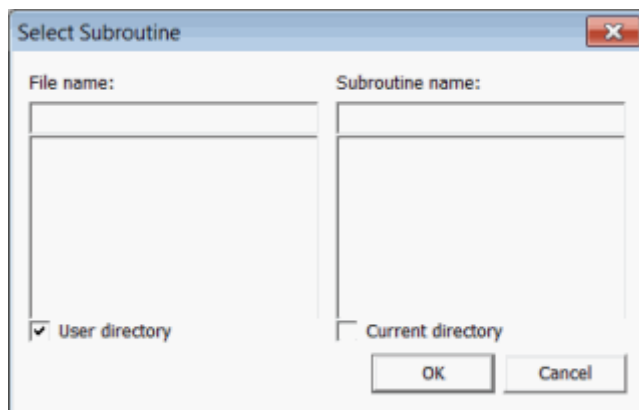 Select Subroutine
File name:
Subroutine name:
User directory
Current directory
OK
Cancel